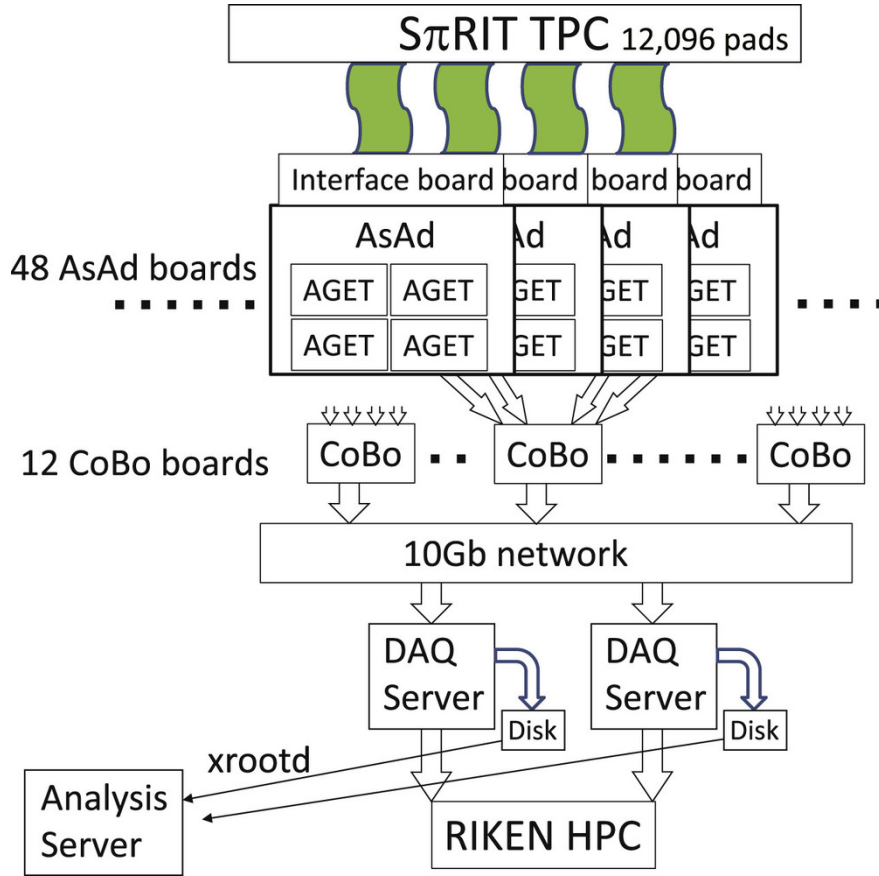 SπRIT TPC 12,096 pads
Interface board board board board
AsAd Ad Ad Ad
48 AsAd boards
AGET AGET GET GET GET
AGET AGET GET GET GET
12 CoBo boards
CoBo CoBo CoBo
10Gb network
DAQ Server
Disk
DAQ Server
Disk
xrootd
Analysis
Server
RIKEN HPC